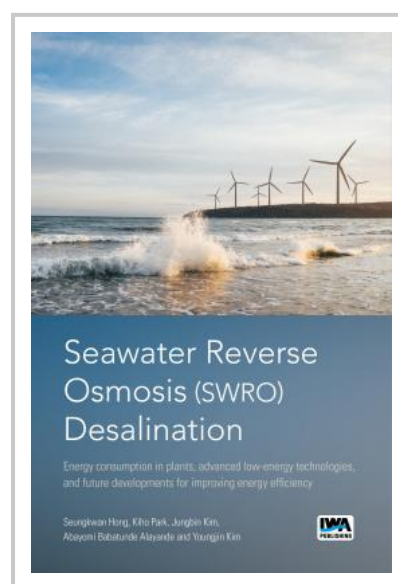 Seawater Reverse
Osmosis (SWRO)
Desalination
Energy consumption in plants, advanced low-energy technologies,
and future developments for improving energy efficiency
Seungkwan Hong, Kiho Park, Jungbin Kim,
Abayomi Babatunde Alayande and Youngjin Kim
IWA
PUBLISHING